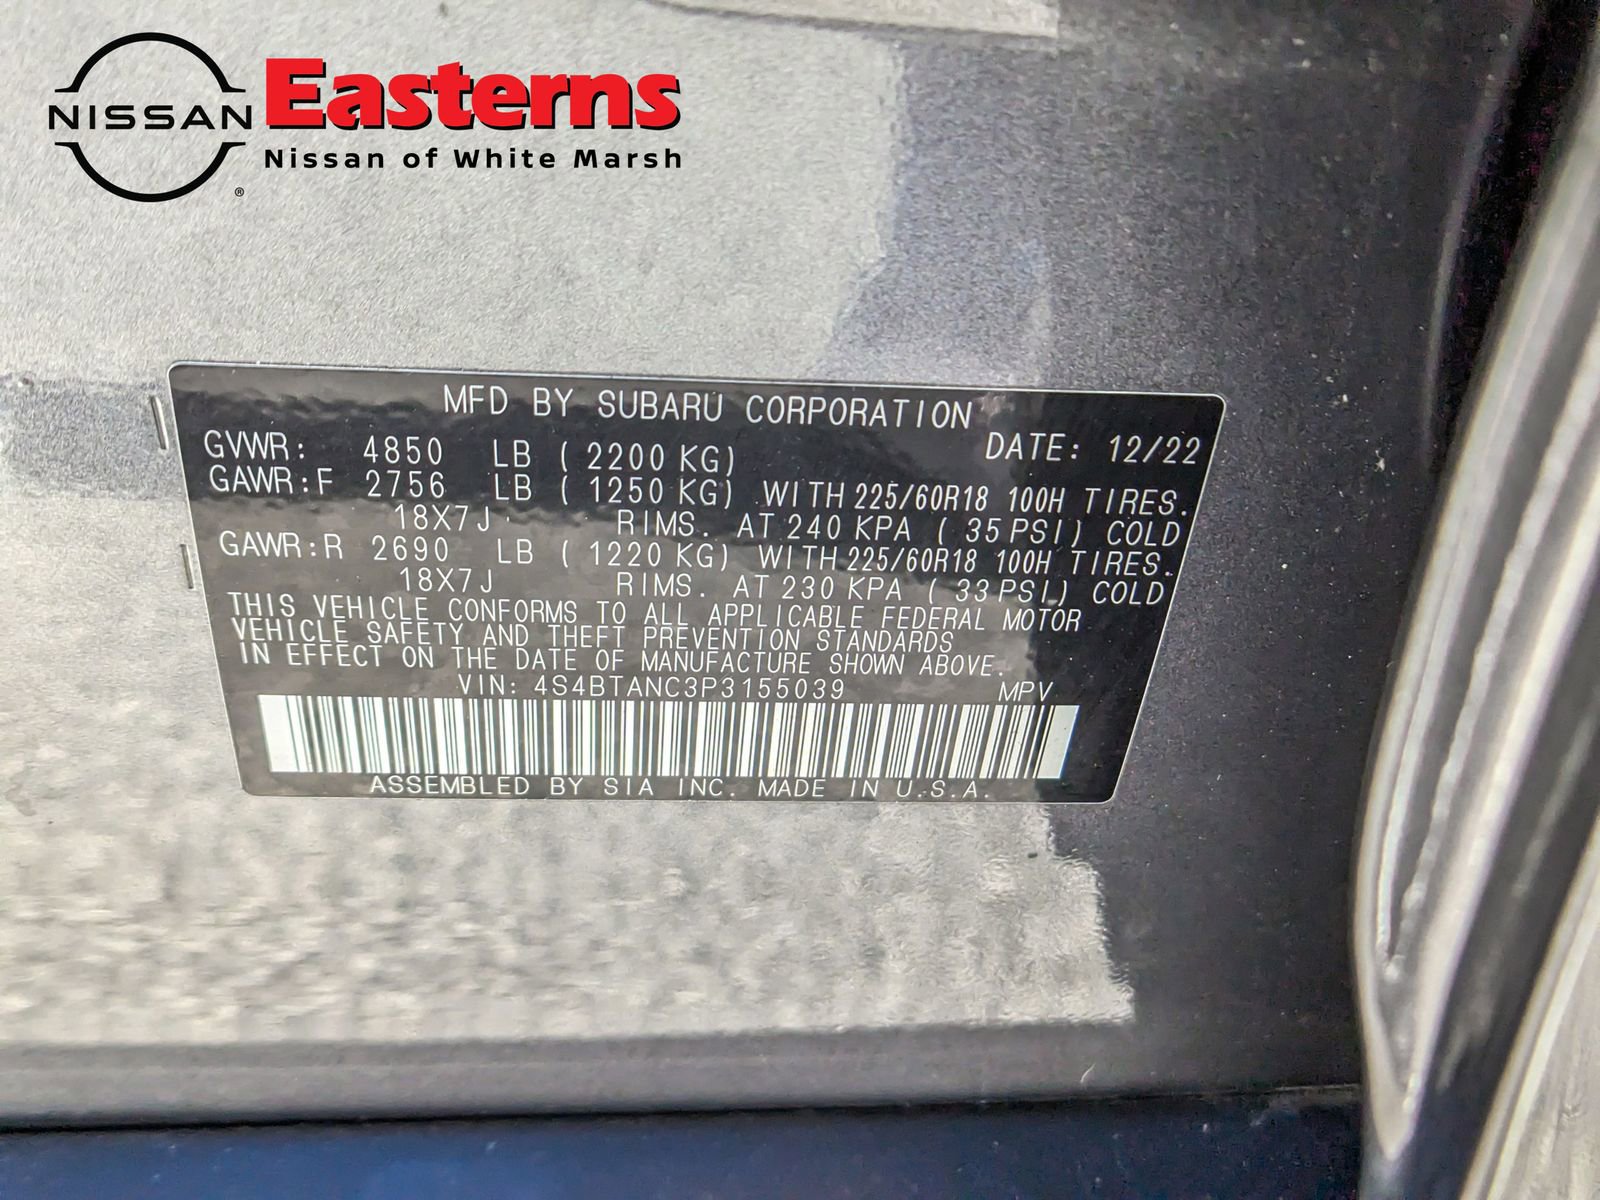 NISSAN
®
Easterns
Nissan of White Marsh
MFD BY SUBARU CORPORATION
GVWR: 4850 LB ( 2200 KG) DATE: 12/22
GAWR:F 2756 LB ( 1250 KG) WITH 225/60R18 100H TIRES.
18X7J RIMS. AT 240 KPA ( 35 PSI) COLD
GAWR:R 2690 LB ( 1220 KG) WITH 225/60R18 100H TIRES.
18X7J RIMS. AT 230 KPA ( 33 PSI) COLD
THIS VEHICLE CONFORMS TO ALL APPLICABLE FEDERAL MOTOR
VEHICLE SAFETY AND THEFT PREVENTION STANDARDS
IN EFFECT ON THE DATE OF MANUFACTURE SHOWN ABOVE.
VIN: 4S4BTANC3P3155039 MPV
ASSEMBLED BY SIA INC. MADE IN U.S.A.